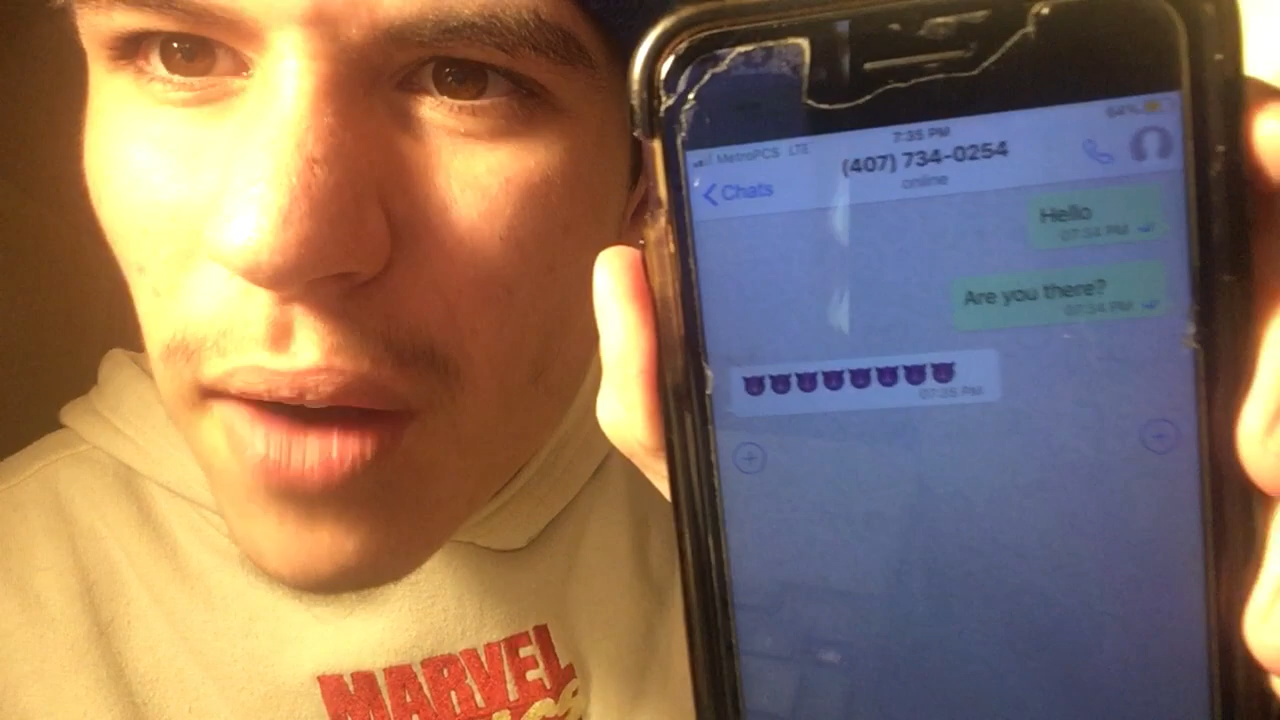 7:35 PM
64%
MetroPCS LTE
(407) 734-0254
Chats
online
Hello
07:34 PM
Are you there?
07:34 PM
😈😈😈😈😈😈😈😈
07:35 PM
MARVEL